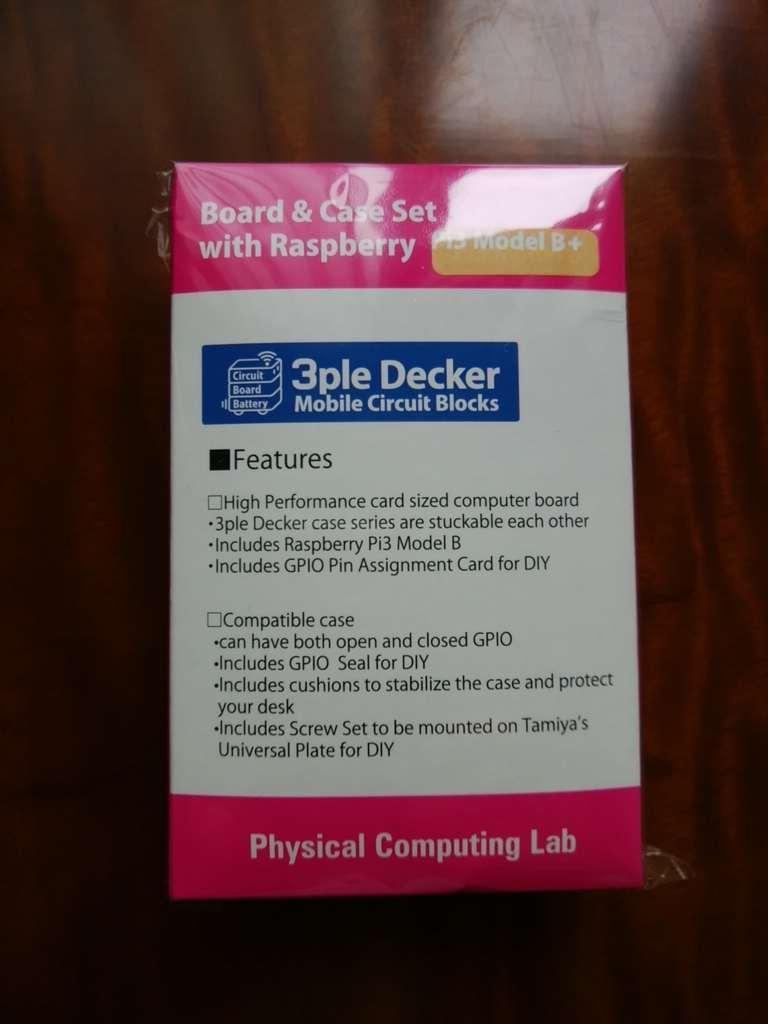 Board & Case Set
with Raspberry Pi3 Model B+
Circuit
Board
Battery
3ple Decker
Mobile Circuit Blocks
■Features
□High Performance card sized computer board
・3ple Decker case series are stuckable each other
・Includes Raspberry Pi3 Model B
・Includes GPIO Pin Assignment Card for DIY
□Compatible case
・can have both open and closed GPIO
・Includes GPIO Seal for DIY
・Includes cushions to stabilize the case and protect
your desk
・Includes Screw Set to be mounted on Tamiya's
Universal Plate for DIY
Physical Computing Lab